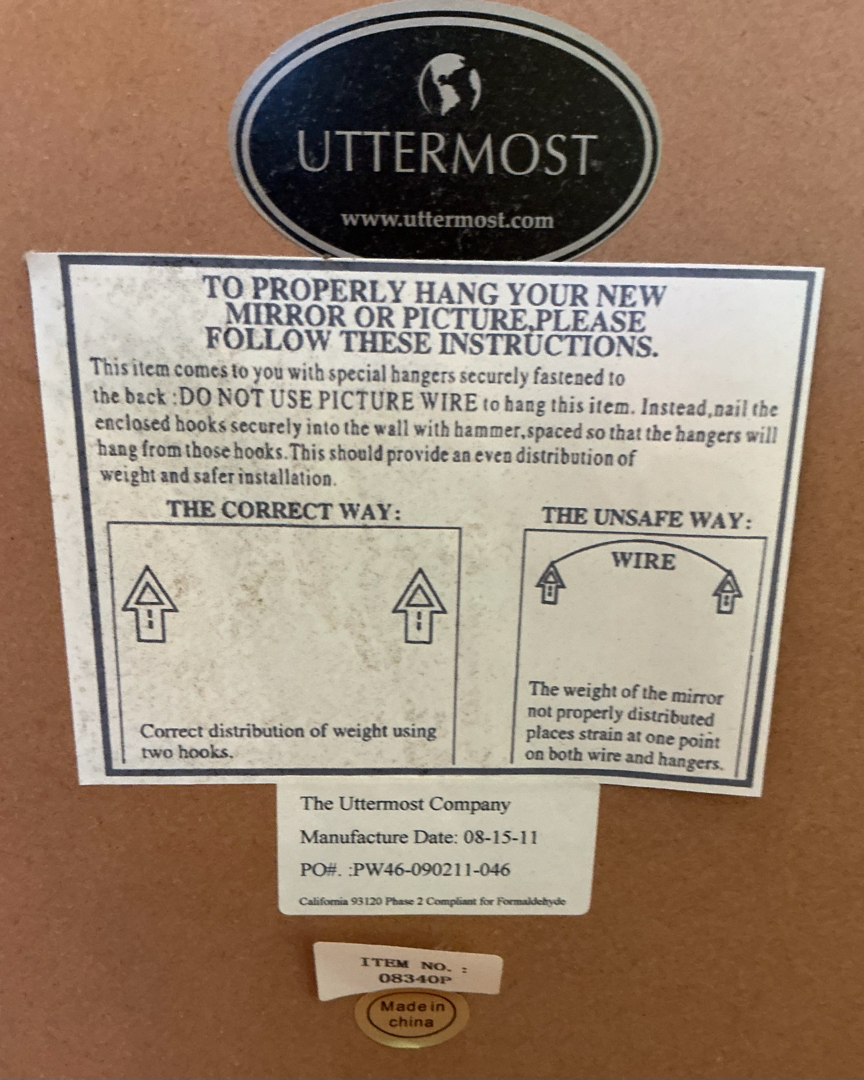 UTTERMOST
www.uttermost.com
TO PROPERLY HANG YOUR NEW
MIRROR OR PICTURE,PLEASE
FOLLOW THESE INSTRUCTIONS.
This item comes to you with special hangers securely fastened to
the back :DO NOT USE PICTURE WIRE to hang this item. Instead,nail the
enclosed hooks securely into the wall with hammer,spaced so that the hangers will
hang from those hooks.This should provide an even distribution of
weight and safer installation.
THE CORRECT WAY:
Correct distribution of weight using
two hooks.
THE UNSAFE WAY:
WIRE
The weight of the mirror
not properly distributed
places strain at one point
on both wire and hangers.
The Uttermost Company
Manufacture Date: 08-15-11
PO#. :PW46-090211-046
California 93120 Phase 2 Compliant for Formaldehyde
ITEM NO. :
08340P
Made in
china